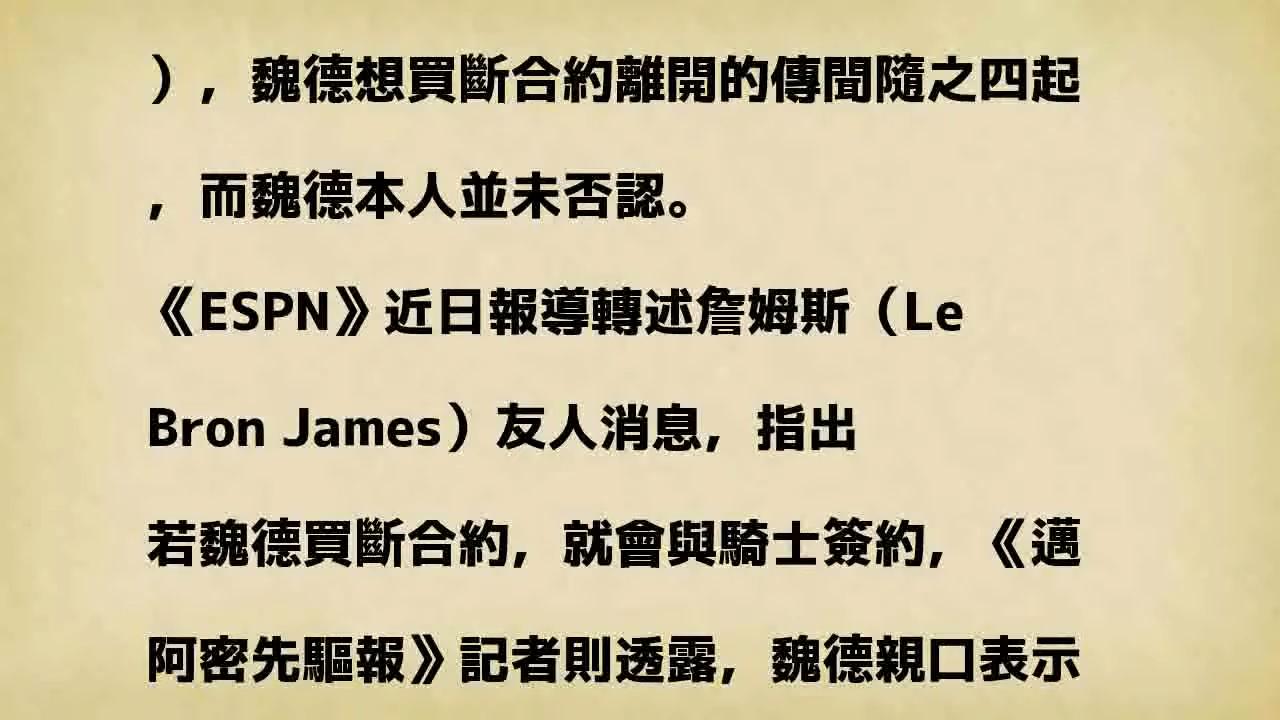 ），魏德想買斷合約離開的傳聞隨之四起
，而魏德本人並未否認。
《ESPN》近日報導轉述詹姆斯（Le
Bron James）友人消息，指出
若魏德買斷合約，就會與騎士簽約，《邁
阿密先驅報》記者則透露，魏德親口表示